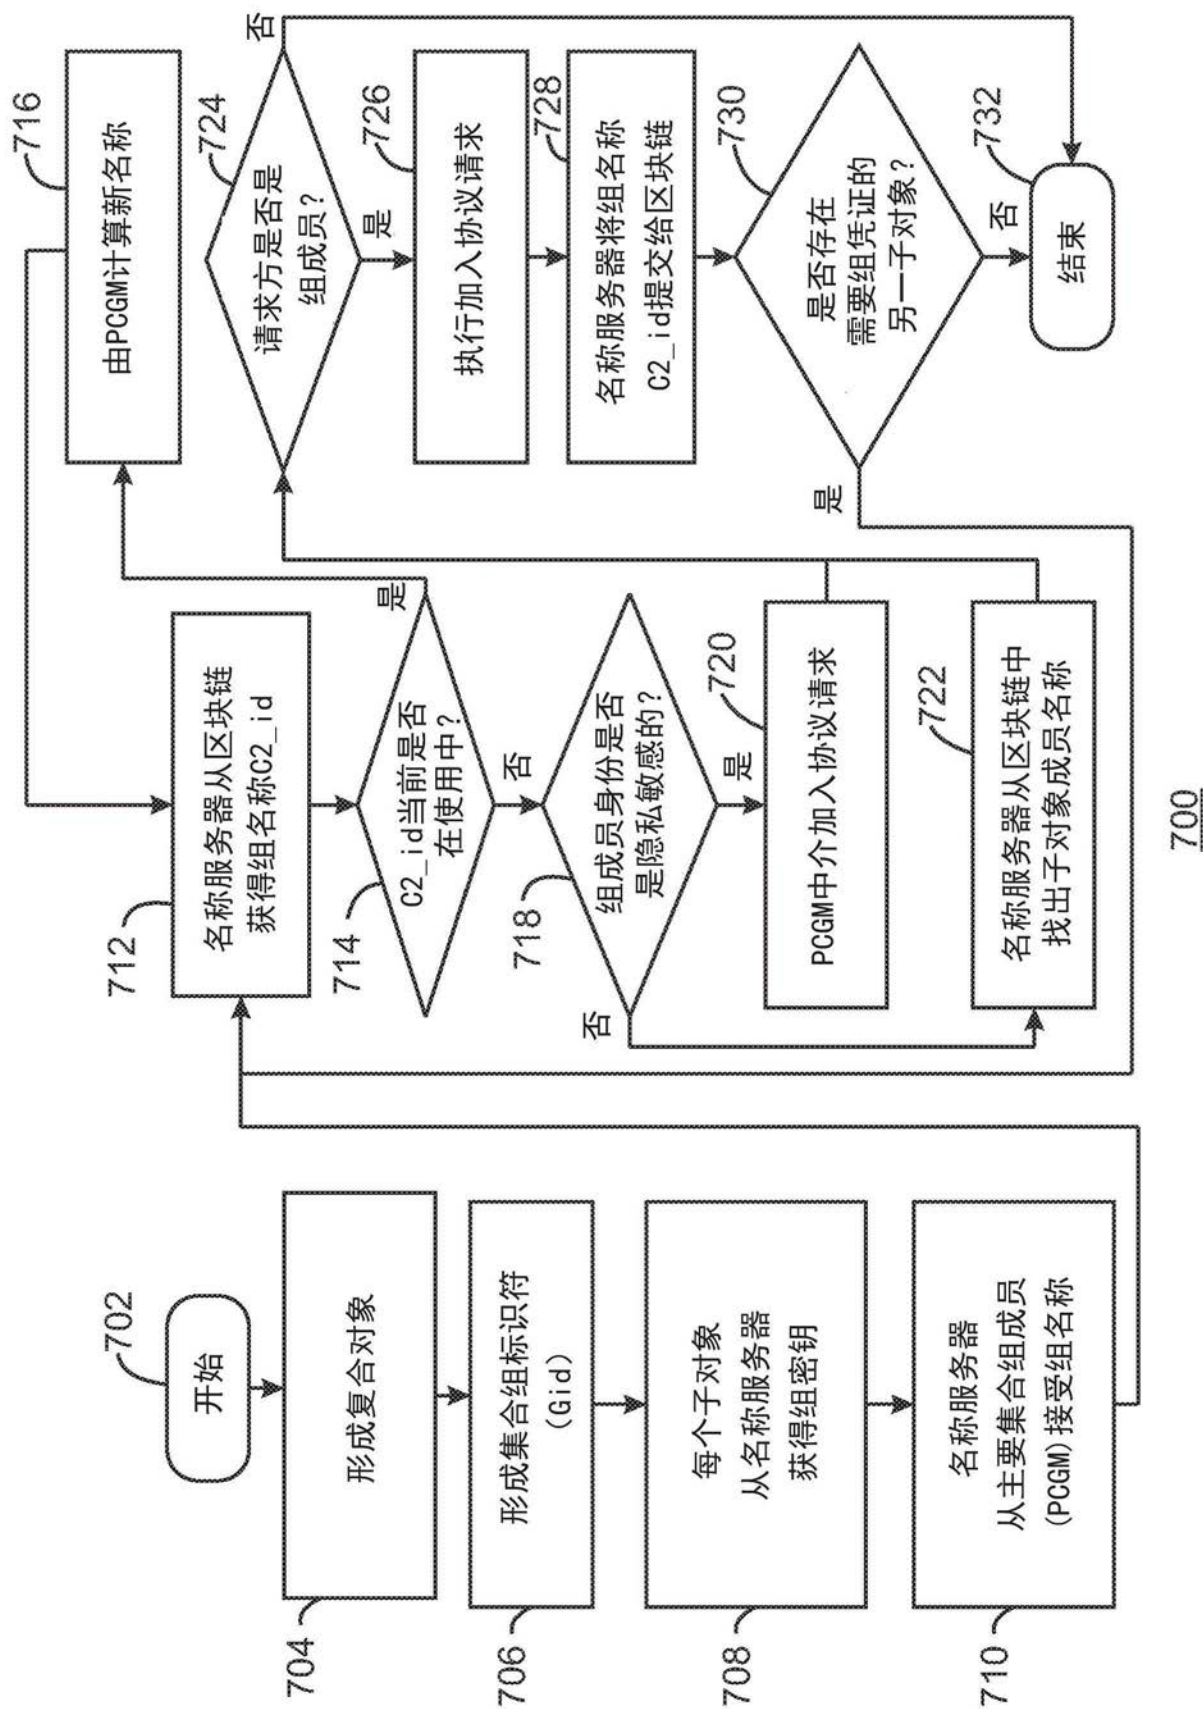 702
开始
704
形成复合对象
706
形成集合组标识符
(Gid)
708
每个子对象
从名称服务器
获得组密钥
710
名称服务器
从主要集合组成员
(PCGM)接受组名称
712
名称服务器从区块链
获得组名称C2_id
714
C2_id当前是否
在使用中?
是
否
716
由PCGM计算新名称
718
组成员身份是否
是隐私敏感的?
否
是
720
PCGM中介加入协议请求
722
名称服务器从区块链中
找出子对象成员名称
724
请求方是否是
组成员?
否
是
726
执行加入协议请求
728
名称服务器将组名称
C2_id提交给区块链
730
是否存在
需要组凭证的
另一子对象?
是
否
732
结束
700